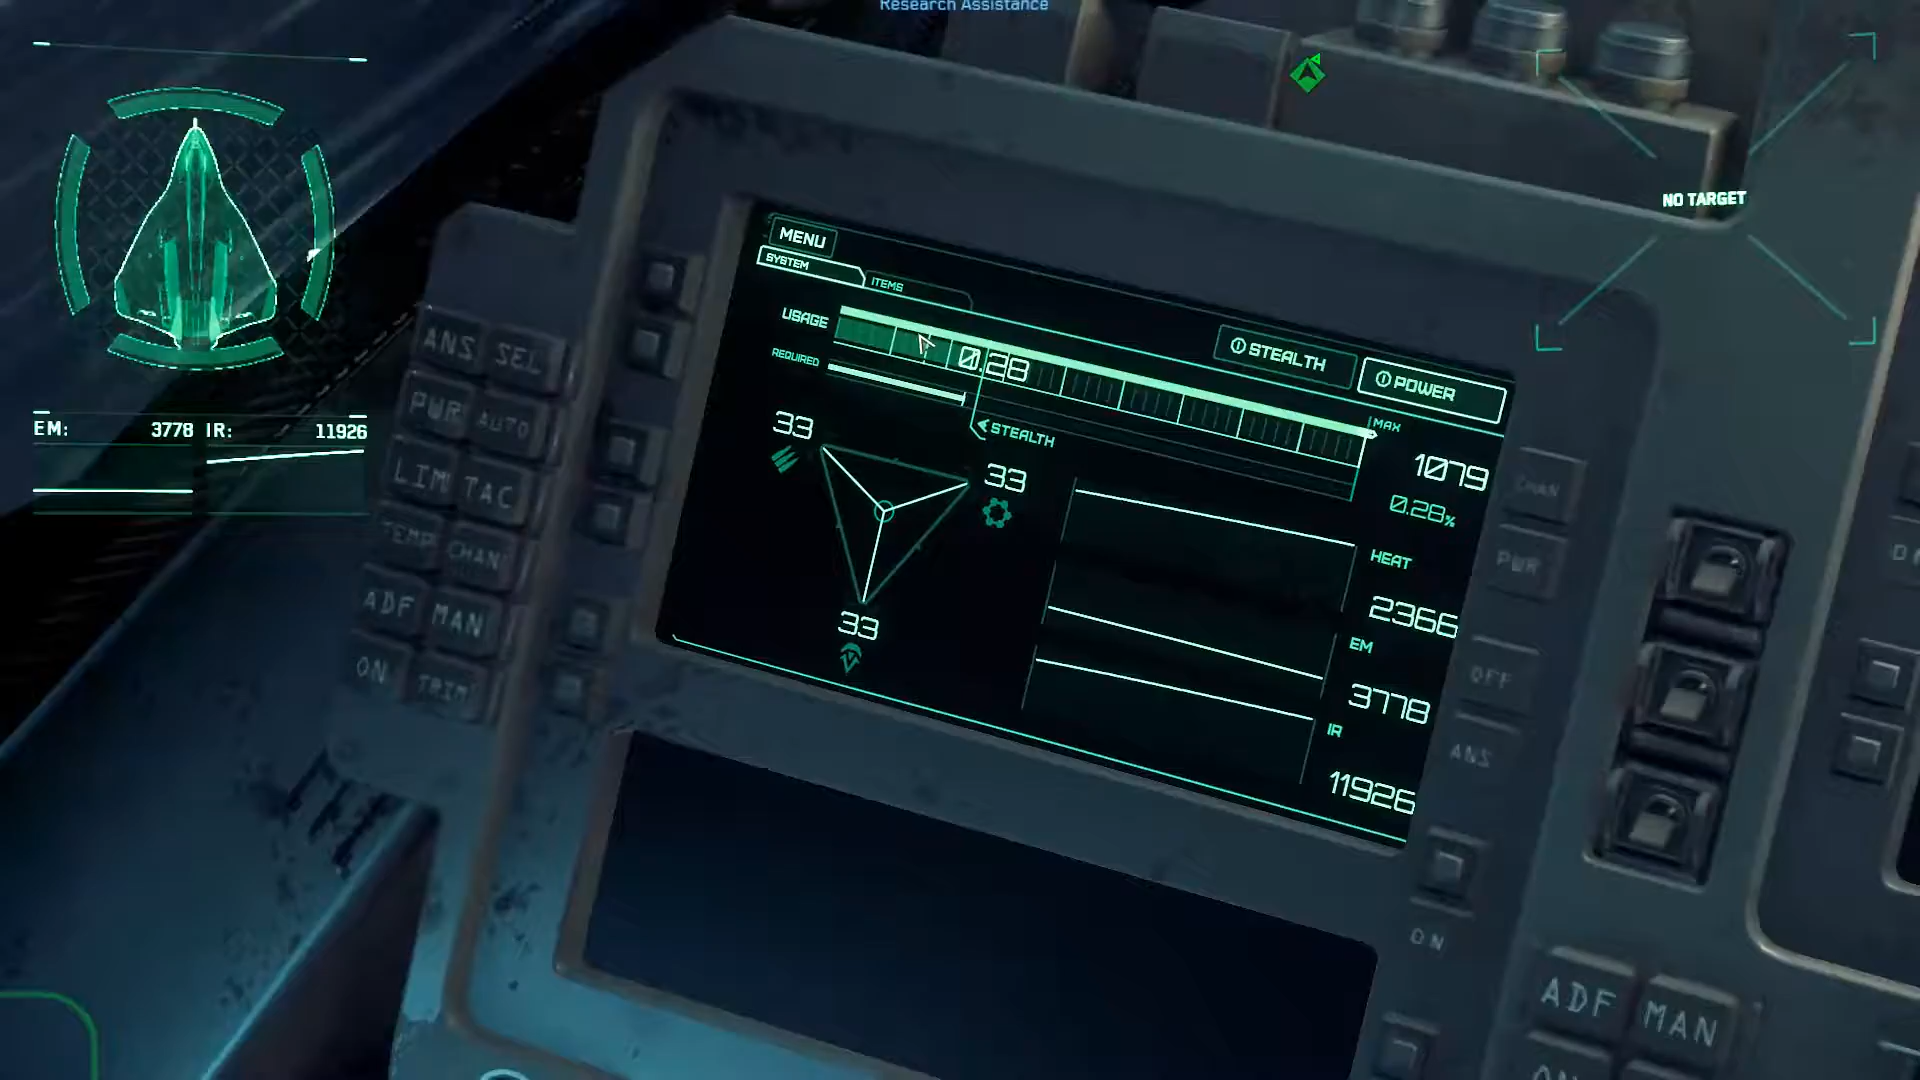 Research Assistance
NO TARGET
MENU
SYSTEM
ITEMS
USAGE
0.28
STEALTH
POWER
REQUIRED
MAX
STEALTH
33
33
33
1079
0.28%
HEAT
2366
EM
3778
IR
11926
EM: 3778 IR: 11926
ANS SEL
PWR AUTO
LIM TAC
TEMP CHAN
ADF MAN
ON TRIM
CHAN
PWR
OFF
ANS
ON
ADF MAN